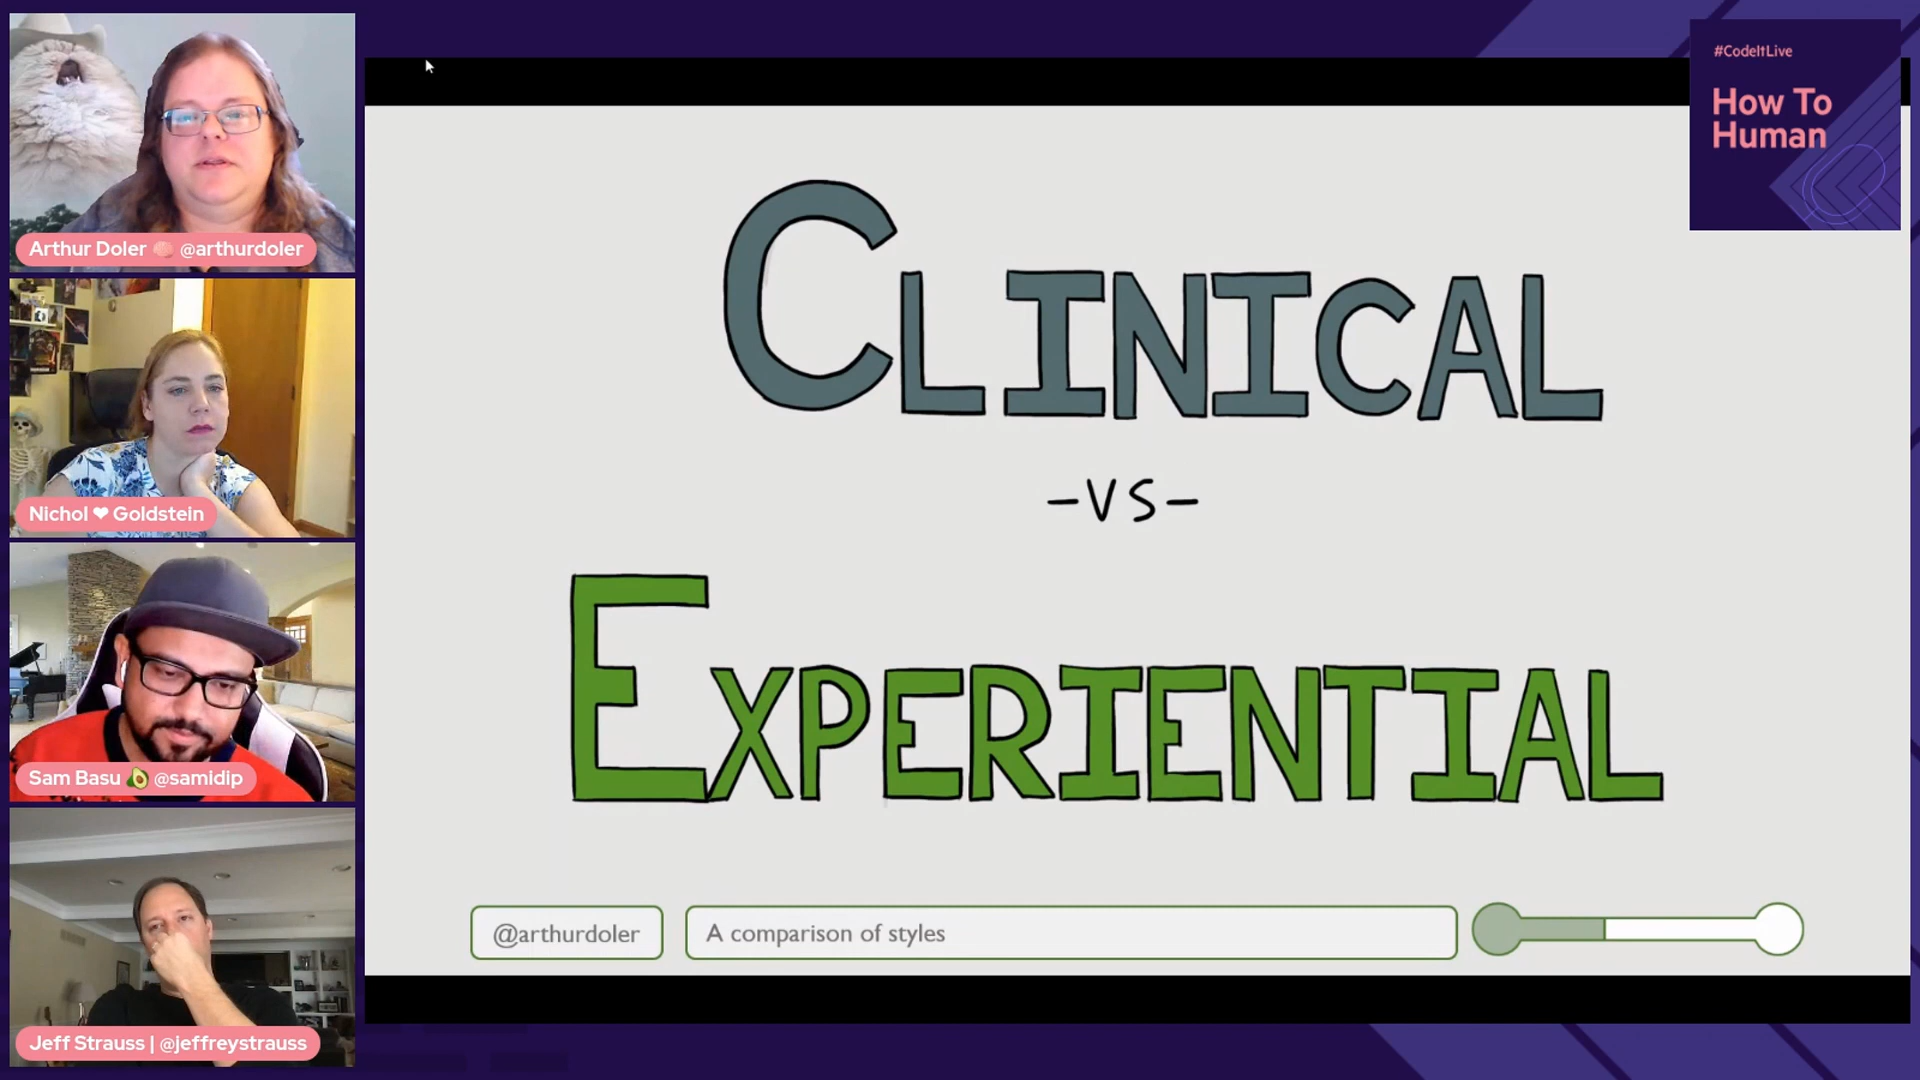 Arthur Doler 🧠 @arthurdoler
Nichol ❤ Goldstein
Sam Basu 🥑 @samidip
Jeff Strauss | @jeffreystrauss
CLINICAL
-VS-
EXPERIENTIAL
@arthurdoler
A comparison of styles
#CodeItLive
How To
Human